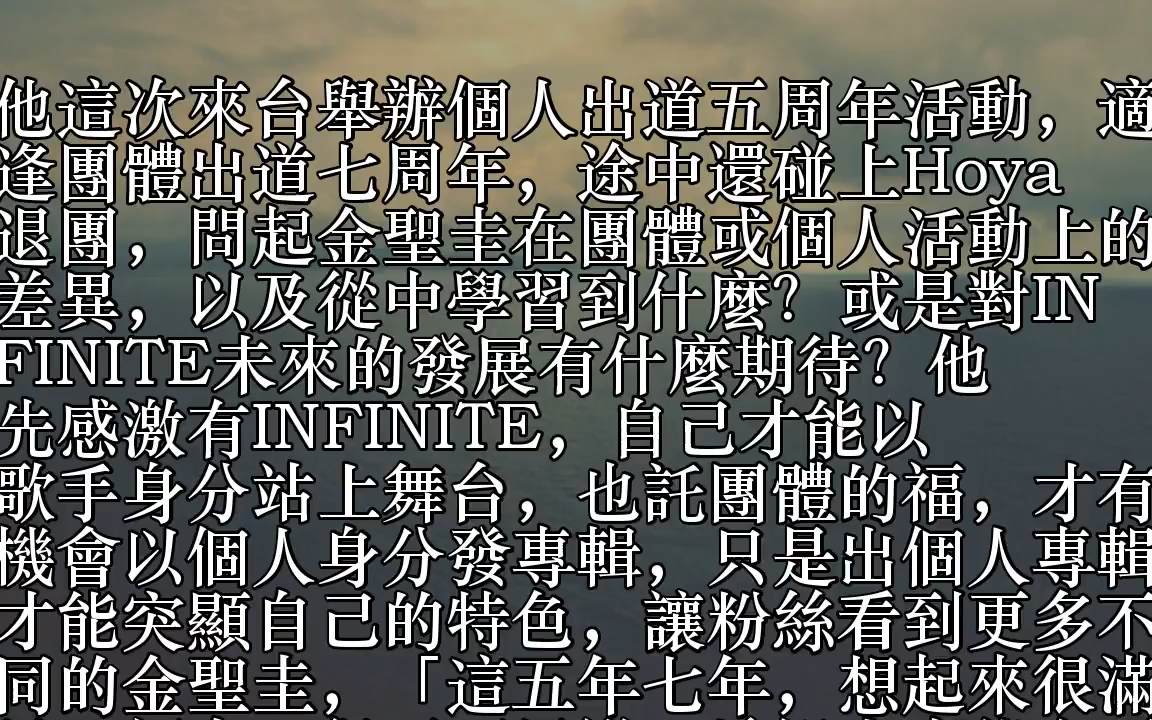 他這次來台舉辦個人出道五周年活動，適
逢團體出道七周年，途中還碰上Hoya
退團，問起金聖圭在團體或個人活動上的
差異，以及從中學習到什麼？或是對IN
FINITE未來的發展有什麼期待？他
先感激有INFINITE，自己才能以
歌手身分站上舞台，也託團體的福，才有
機會以個人身分發專輯，只是出個人專輯
才能突顯自己的特色，讓粉絲看到更多不
同的金聖圭，「這五年七年，想起來很滿